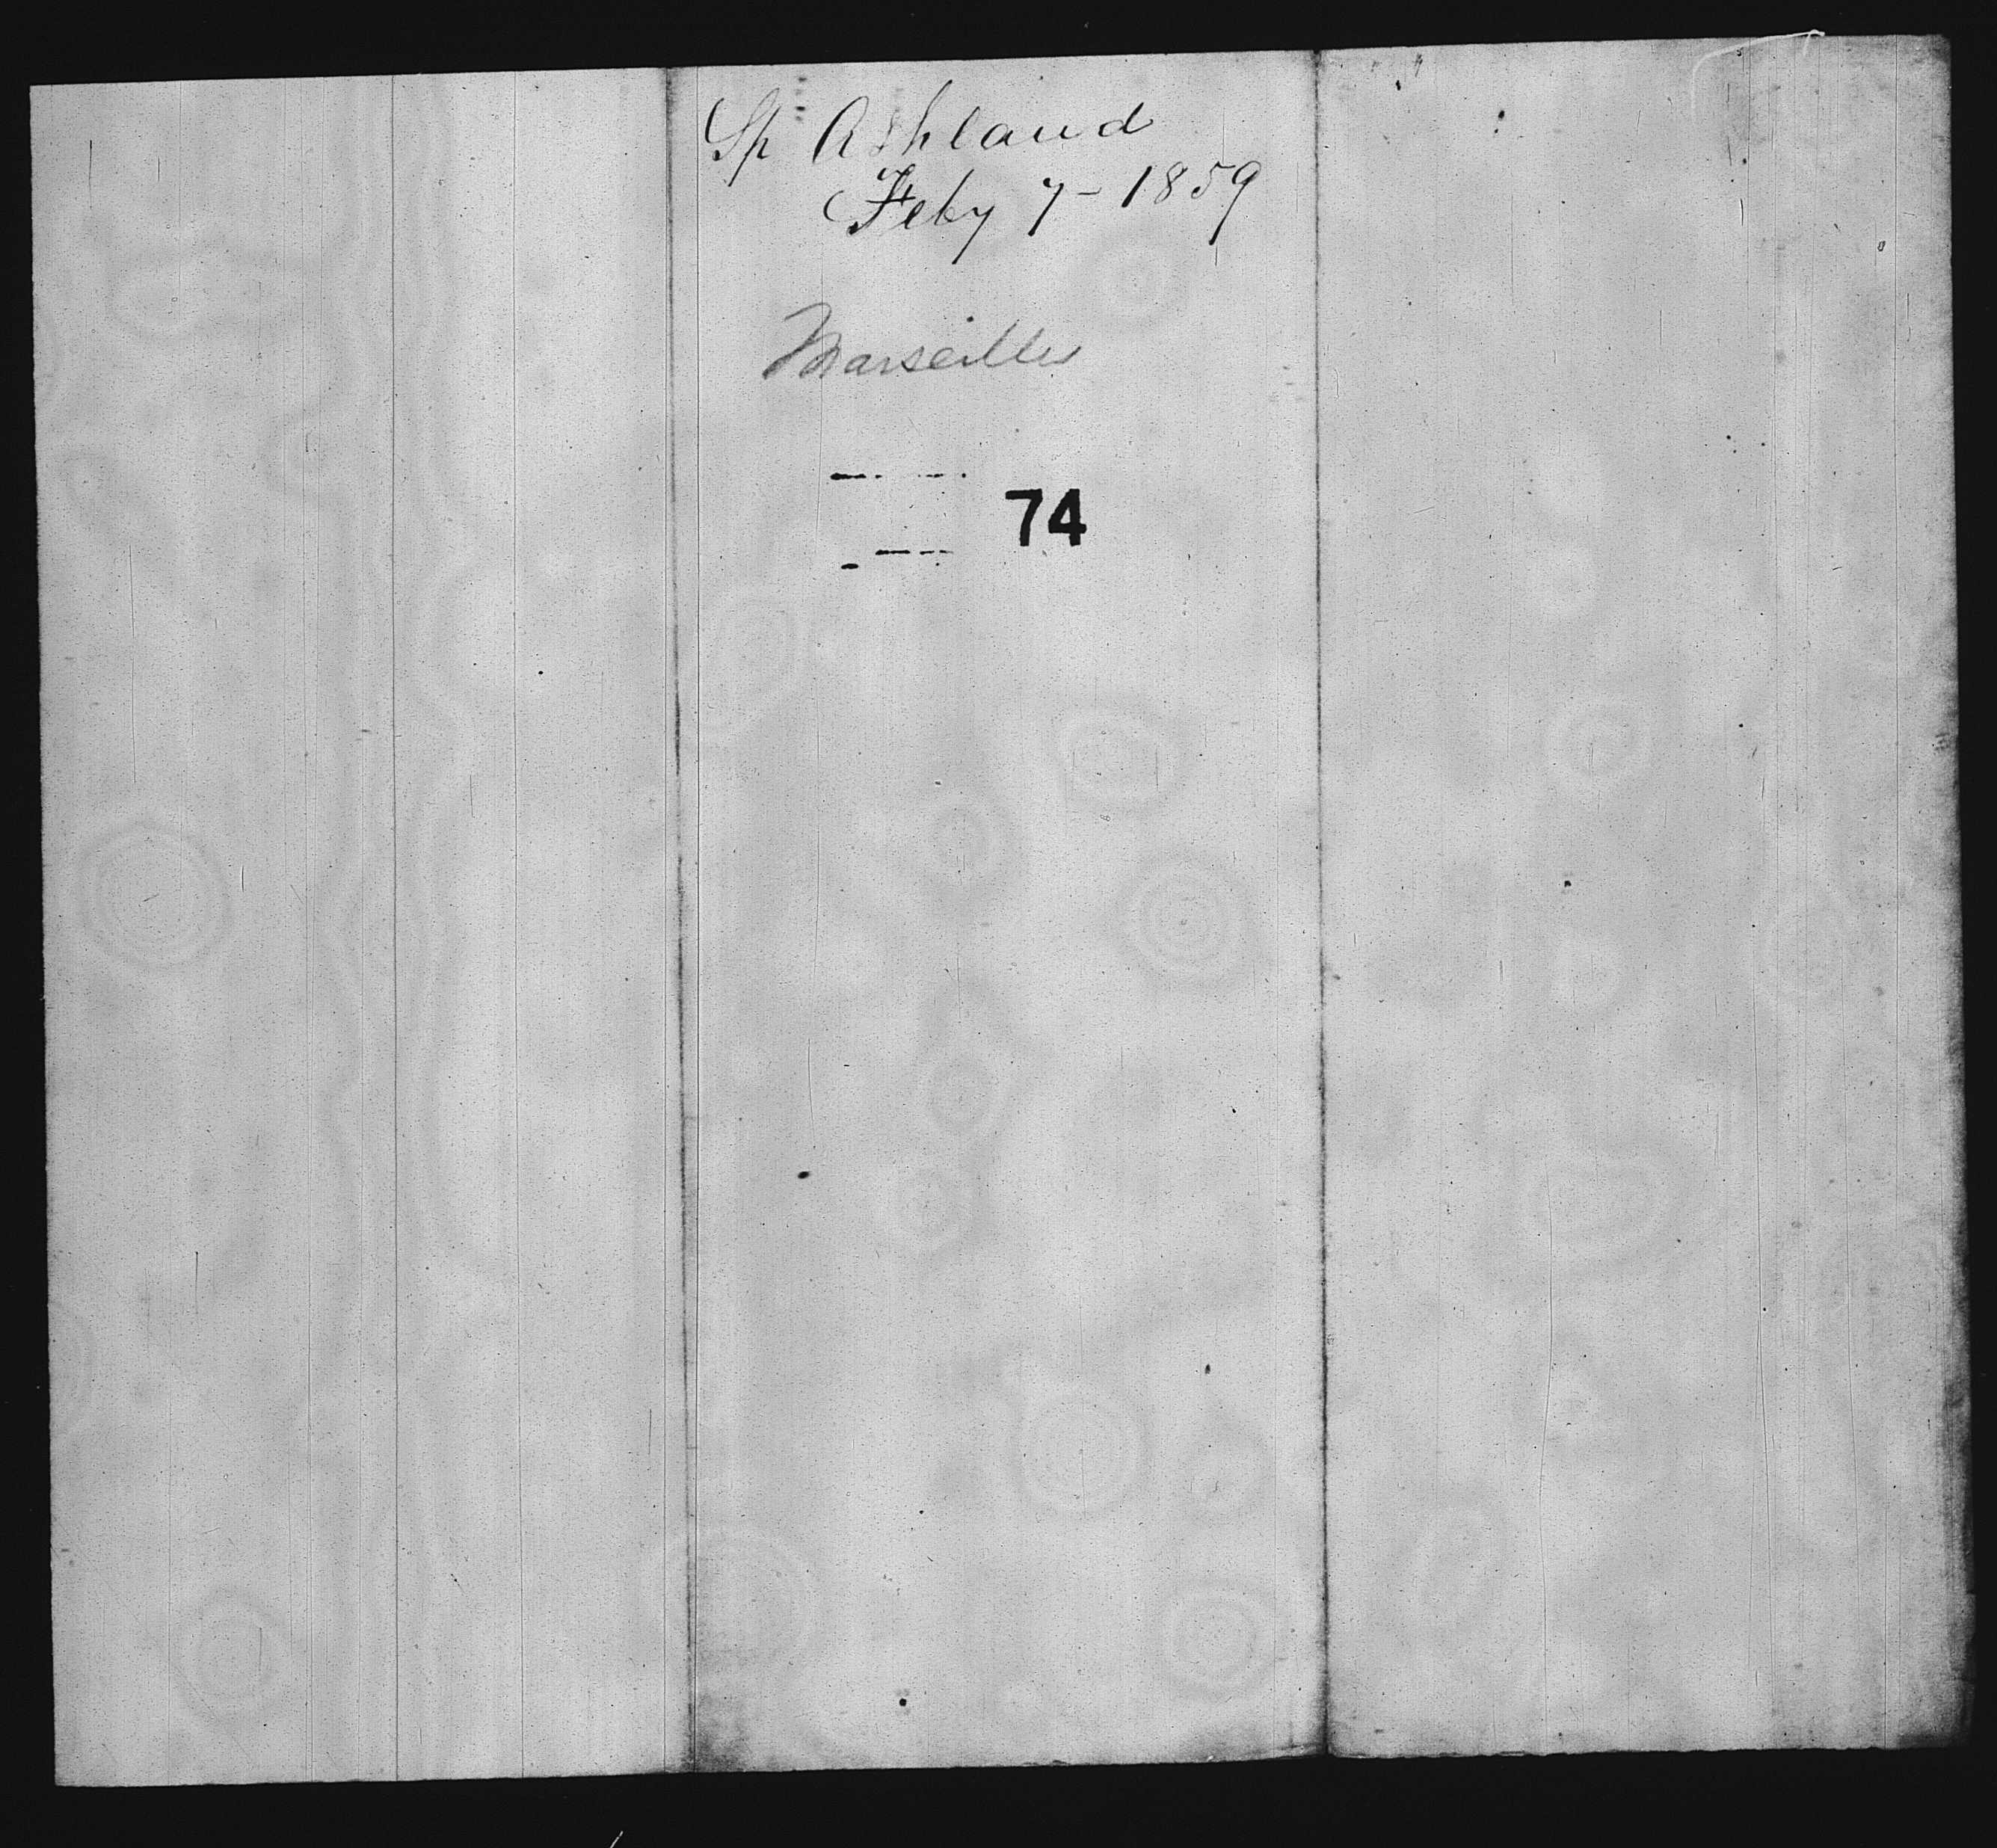 Sp Ashland
Feby 7 - 1859
Marseilles
74